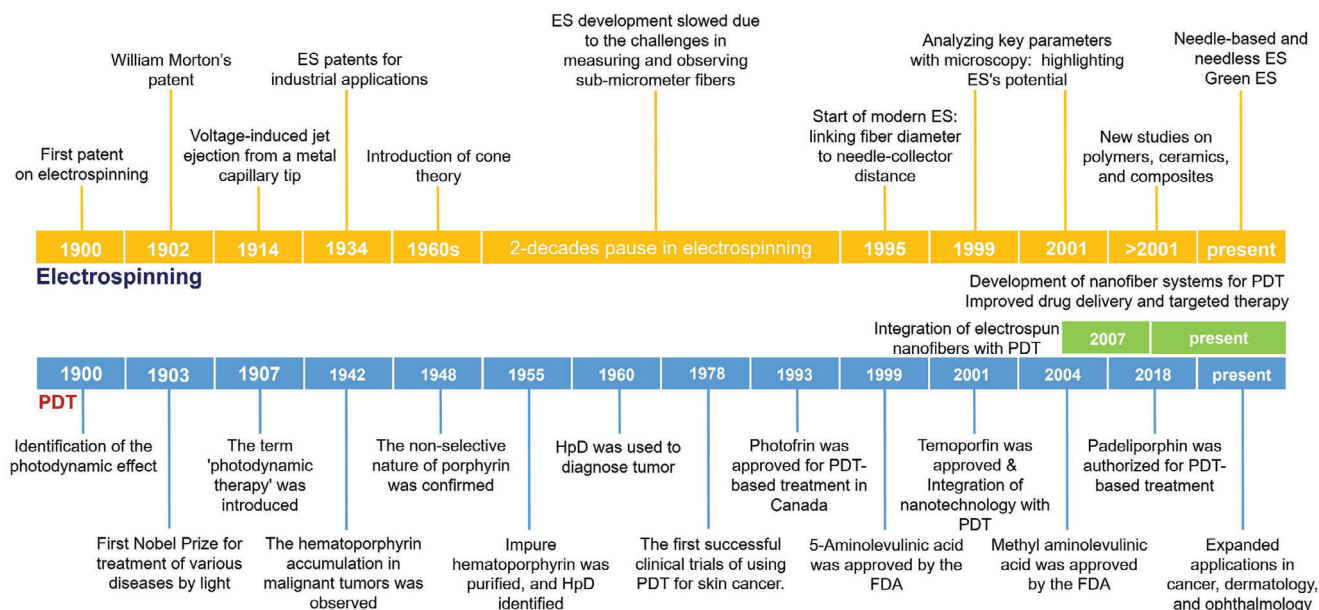 First patent
on electrospinning
William Morton's
patent
Voltage-induced jet
ejection from a metal
capillary tip
ES patents for
industrial applications
Introduction of cone
theory
ES development slowed due
to the challenges in
measuring and observing
sub-micrometer fibers
Start of modern ES:
linking fiber diameter
to needle-collector
distance
Analyzing key parameters
with microscopy: highlighting
ES's potential
New studies on
polymers, ceramics,
and composites
Needle-based and
needless ES
Green ES
1900 1902 1914 1934 1960s 2-decades pause in electrospinning 1995 1999 2001 >2001 present
Electrospinning
Development of nanofiber systems for PDT
Improved drug delivery and targeted therapy
Integration of electrospun
nanofibers with PDT
2007 present
1900 1903 1907 1942 1948 1955 1960 1978 1993 1999 2001 2004 2018 present
PDT
Identification of the
photodynamic effect
First Nobel Prize for
treatment of various
diseases by light
The term
'photodynamic
therapy' was
introduced
The hematoporphyrin
accumulation in
malignant tumors was
observed
The non-selective
nature of porphyrin
was confirmed
Impure
hematoporphyrin
was purified, and HpD
identified
HpD was used to
diagnose tumor
The first successful
clinical trials of using
PDT for skin cancer.
Photofrin was
approved for PDT-
based treatment in
Canada
5-Aminolevulinic acid
was approved by the
FDA
Temoporfin was
approved &
Integration of
nanotechnology with
PDT
Methyl aminolevulinic
acid was approved
by the FDA
Padeliporphin was
authorized for PDT-
based treatment
Expanded
applications in
cancer, dermatology,
and ophthalmology